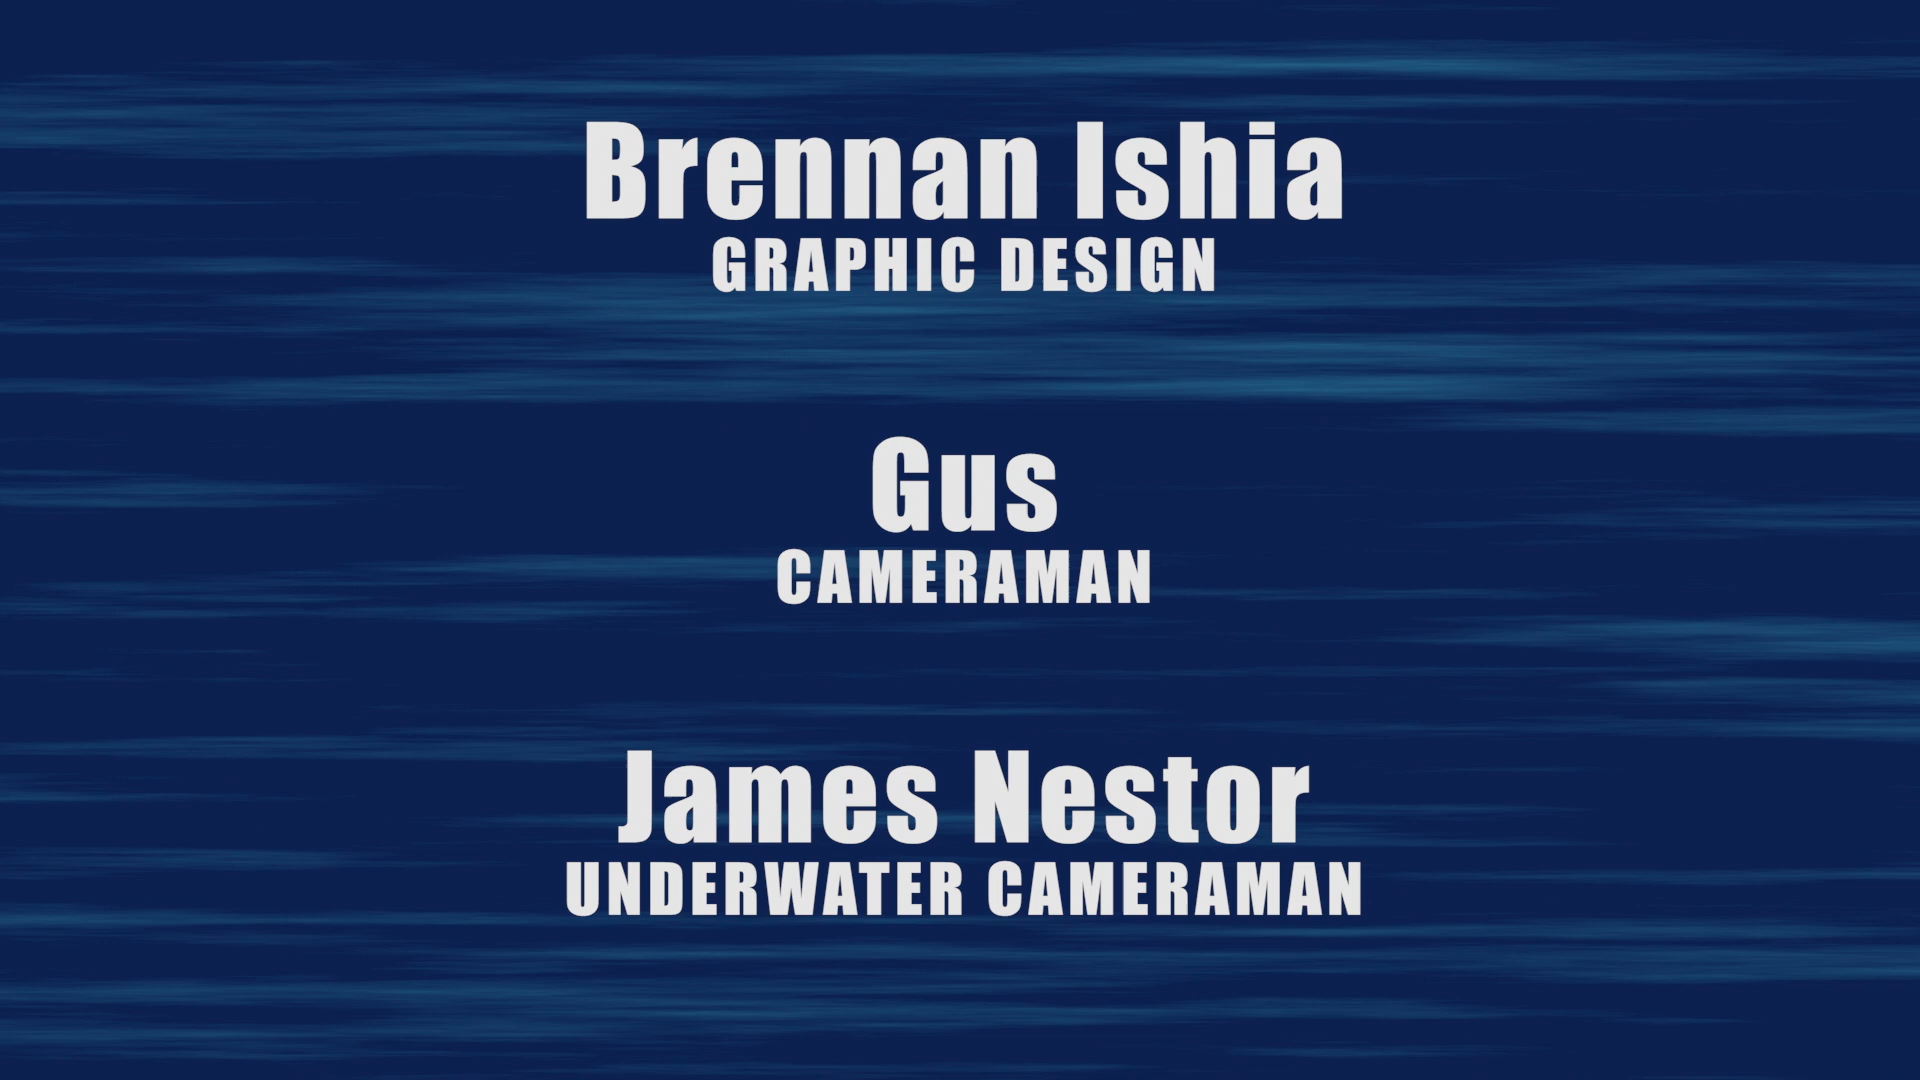 Brennan Ishia
GRAPHIC DESIGN
Gus
CAMERAMAN
James Nestor
UNDERWATER CAMERAMAN